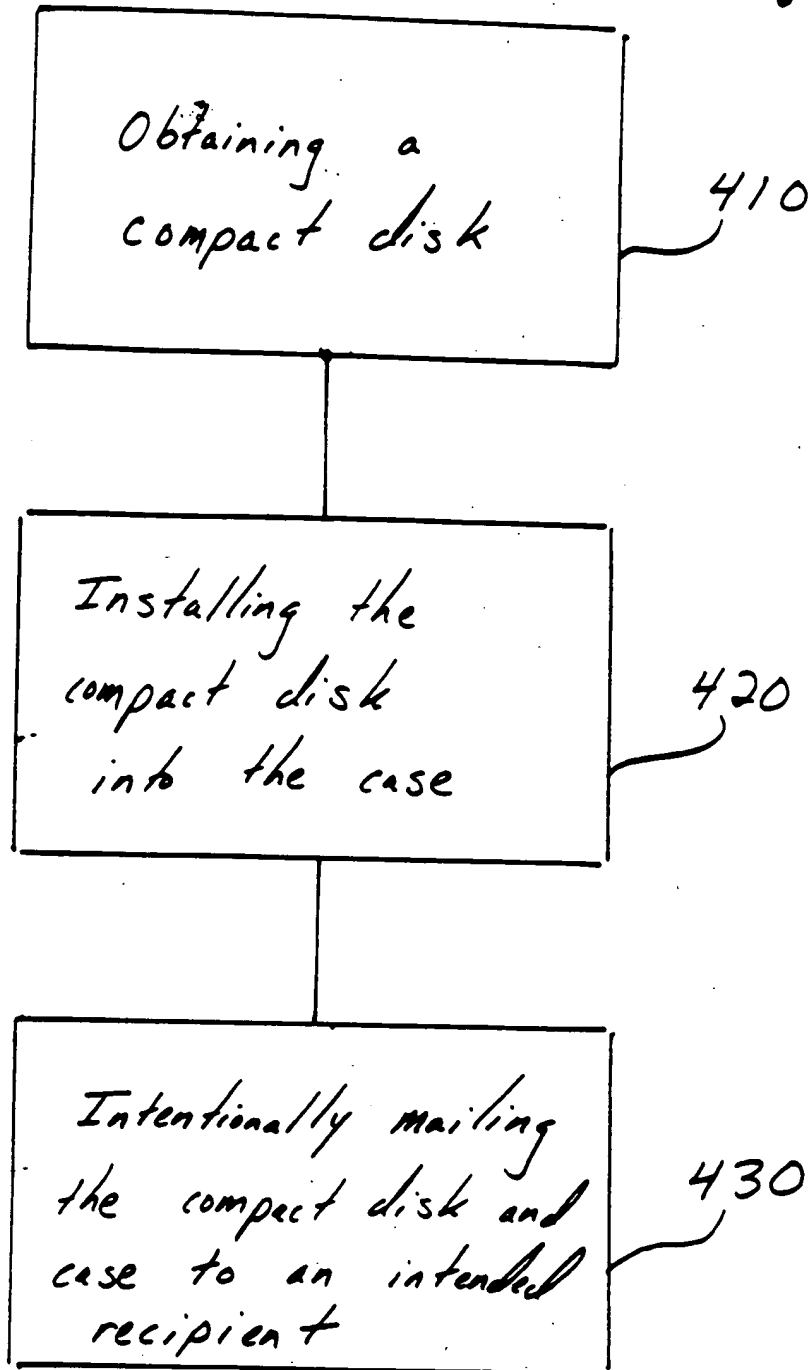 Obtaining a
compact disk
410
Installing the
compact disk
into the case
420
Intentionally mailing
the compact disk and
case to an intended
recipient
430